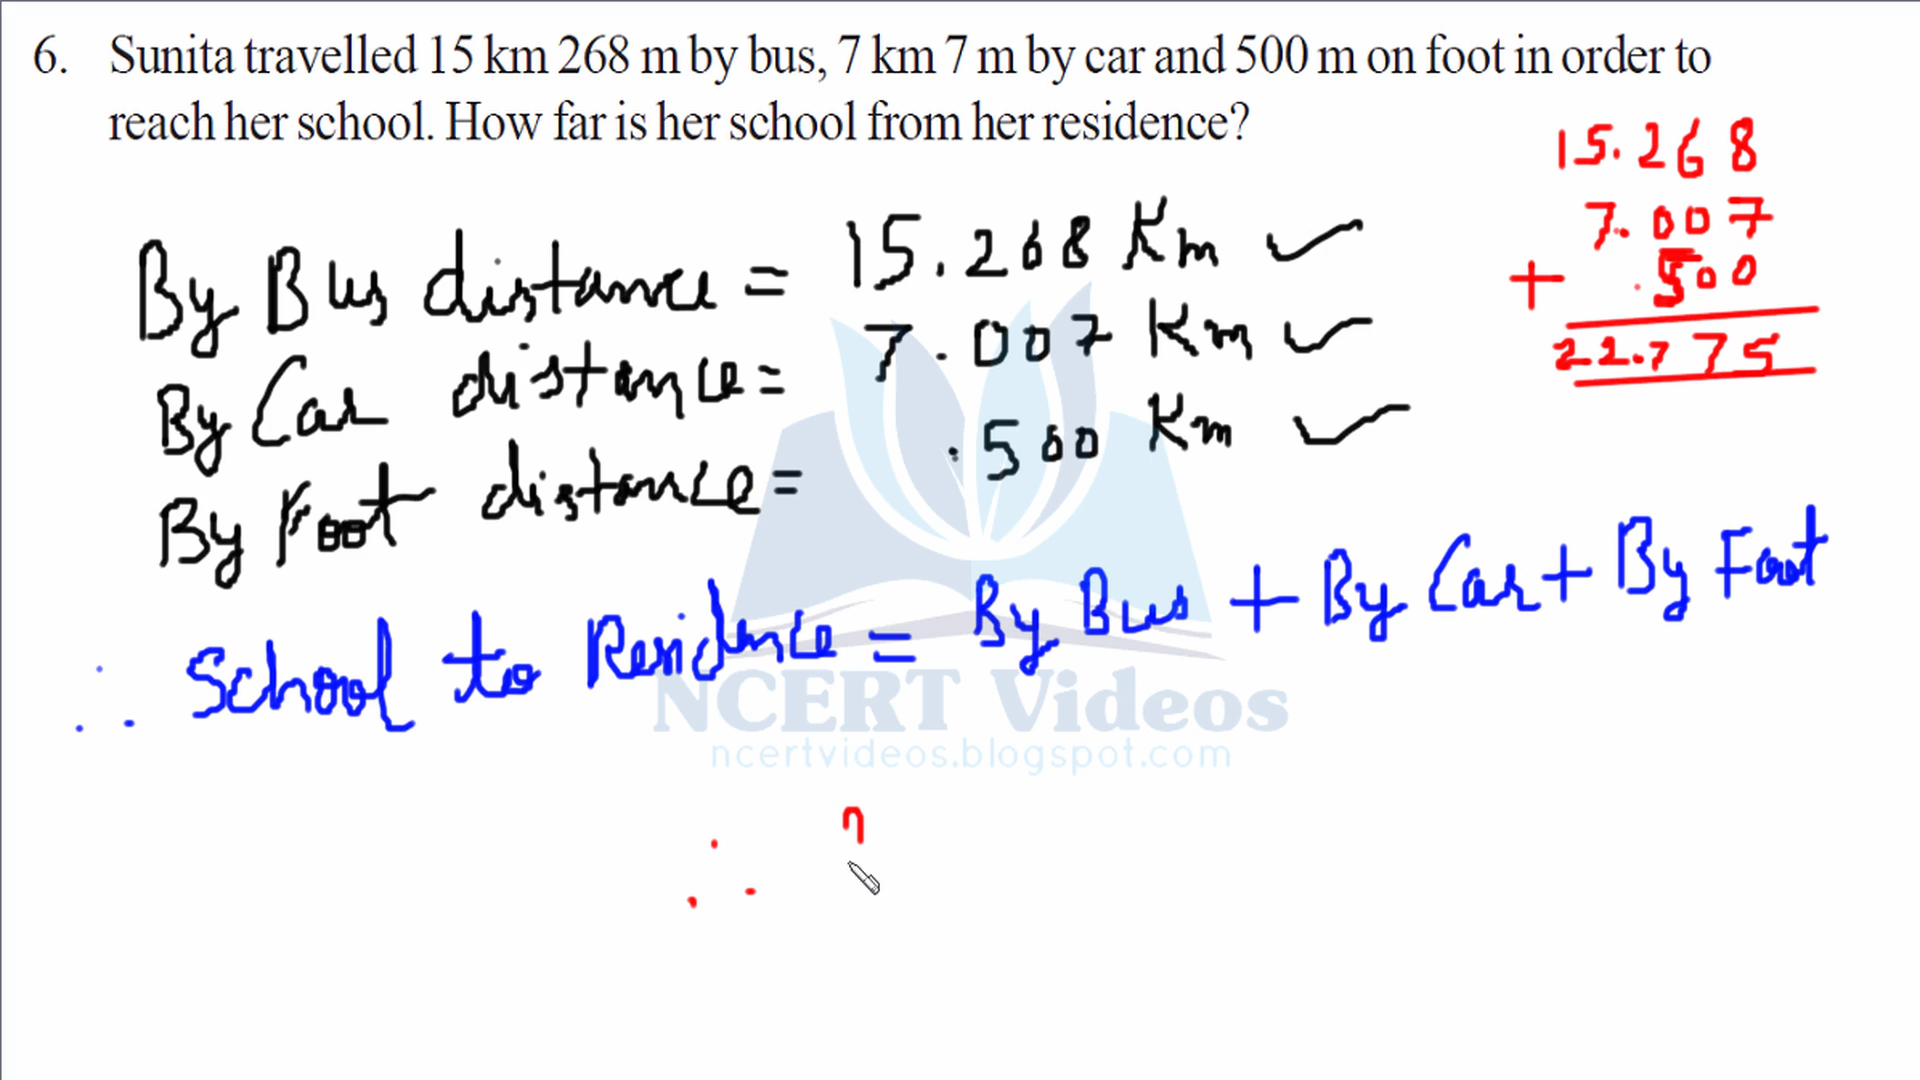 6. Sunita travelled 15 km 268 m by bus, 7 km 7 m by car and 500 m on foot in order to
reach her school. How far is her school from her residence?
15.268
7.007
+ .500
22.775
By Bus distance = 15.268 Km ✓
By Car distance = 7.007 Km ✓
By Foot distance = .500 Km ✓
∴ School to Residence = By Bus + By Car + By Foot
NCERT Videos
ncertvideos.blogspot.com
∴